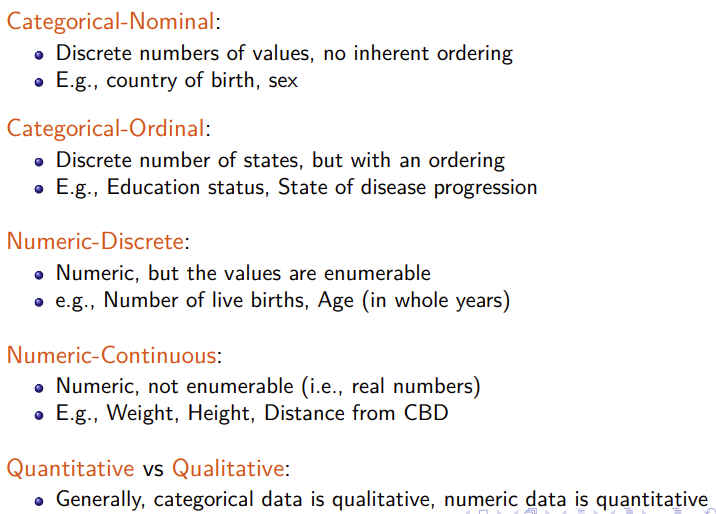 Categorical-Nominal:
Discrete numbers of values, no inherent ordering
E.g., country of birth, sex
Categorical-Ordinal:
Discrete number of states, but with an ordering
E.g., Education status, State of disease progression
Numeric-Discrete:
Numeric, but the values are enumerable
e.g., Number of live births, Age (in whole years)
Numeric-Continuous:
Numeric, not enumerable (i.e., real numbers)
E.g., Weight, Height, Distance from CBD
Quantitative vs Qualitative:
Generally, categorical data is qualitative, numeric data is quantitative